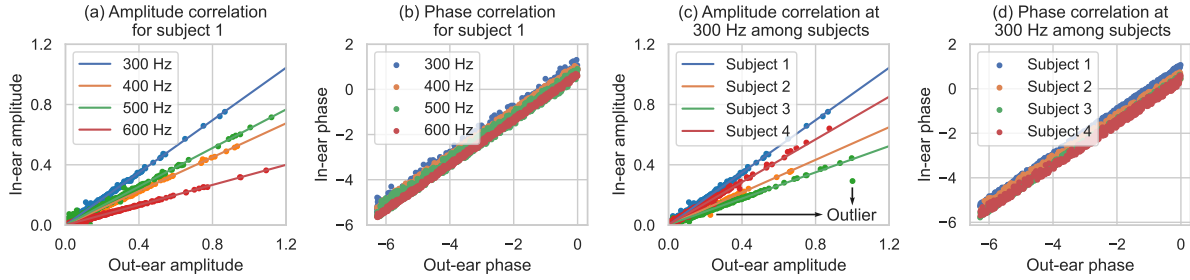 (a) Amplitude correlation
for subject 1
1.2
0.8
0.4
0.0
In-ear amplitude
300 Hz
400 Hz
500 Hz
600 Hz
0.0 0.4 0.8 1.2
Out-ear amplitude
(b) Phase correlation
for subject 1
2
0
−2
−4
−6
In-ear phase
300 Hz
400 Hz
500 Hz
600 Hz
−6 −4 −2 0
Out-ear phase
(c) Amplitude correlation at
300 Hz among subjects
1.2
0.8
0.4
0.0
In-ear amplitude
Subject 1
Subject 2
Subject 3
Subject 4
Outlier
0.0 0.4 0.8 1.2
Out-ear amplitude
(d) Phase correlation at
300 Hz among subjects
2
0
−2
−4
−6
In-ear phase
Subject 1
Subject 2
Subject 3
Subject 4
−6 −4 −2 0
Out-ear phase